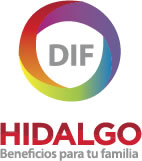 DIF
HIDALGO
Beneficios para tu familia